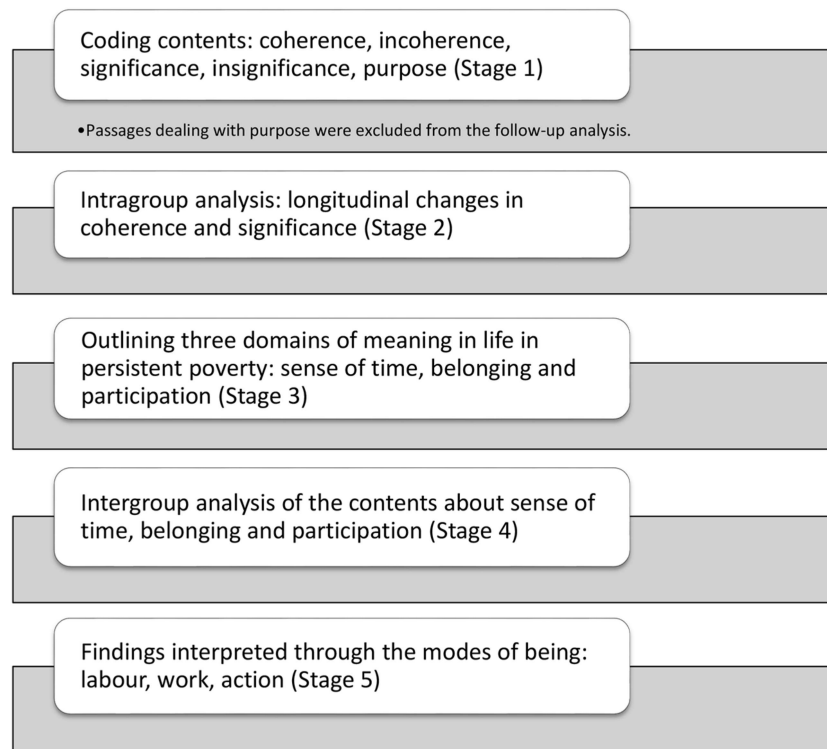 Coding contents: coherence, incoherence,
significance, insignificance, purpose (Stage 1)
•Passages dealing with purpose were excluded from the follow-up analysis.
Intragroup analysis: longitudinal changes in
coherence and significance (Stage 2)
Outlining three domains of meaning in life in
persistent poverty: sense of time, belonging and
participation (Stage 3)
Intergroup analysis of the contents about sense of
time, belonging and participation (Stage 4)
Findings interpreted through the modes of being:
labour, work, action (Stage 5)